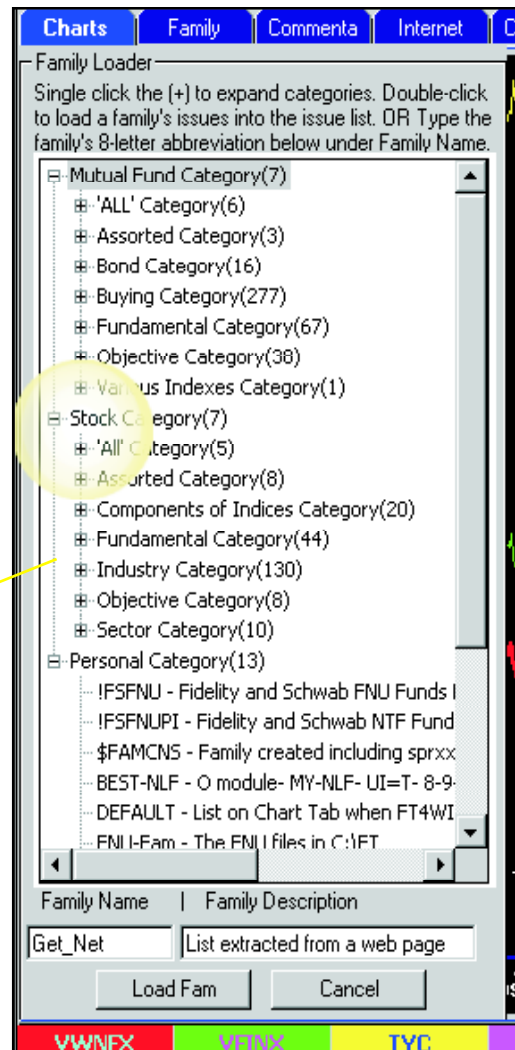 Charts Family Commenta Internet
Family Loader
Single click the (+) to expand categories. Double-click
to load a family's issues into the issue list. OR Type the
family's 8-letter abbreviation below under Family Name.
Mutual Fund Category(7)
'ALL' Category(6)
Assorted Category(3)
Bond Category(16)
Buying Category(277)
Fundamental Category(67)
Objective Category(38)
Various Indexes Category(1)
Stock Category(7)
'All' Category(5)
Assorted Category(8)
Components of Indices Category(20)
Fundamental Category(44)
Industry Category(130)
Objective Category(8)
Sector Category(10)
Personal Category(13)
!FSFNU - Fidelity and Schwab FNU Funds
!FSFNUPI - Fidelity and Schwab NTF Fund
$FAMCNS - Family created including sprxx
BEST-NLF - O module- MY-NLF- UI=T- 8-9-
DEFAULT - List on Chart Tab when FT4WI
FNU-Fam - The FNU files in C:\FT
Family Name | Family Description
Get_Net List extracted from a web page
Load Fam Cancel
VWNFX VFINX TYC